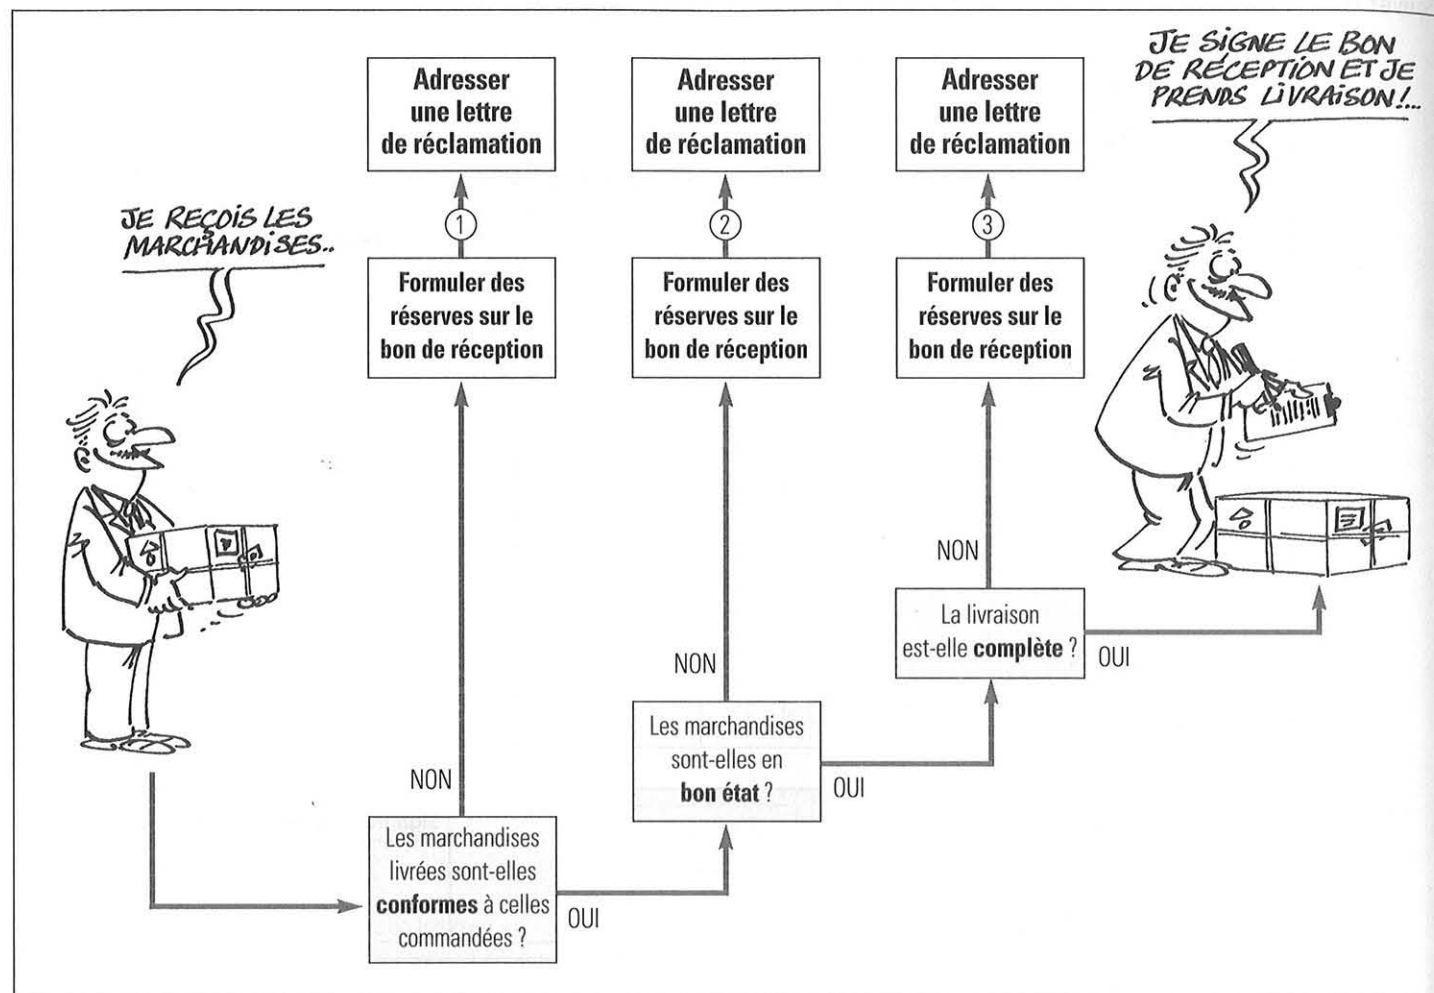 JE REÇOIS LES
MARCHANDISES..
Adresser
une lettre
de réclamation
1
Formuler des
réserves sur le
bon de réception
NON
Les marchandises
livrées sont-elles
conformes à celles
commandées ?
OUI
Adresser
une lettre
de réclamation
2
Formuler des
réserves sur le
bon de réception
NON
Les marchandises
sont-elles en
bon état ?
OUI
Adresser
une lettre
de réclamation
3
Formuler des
réserves sur le
bon de réception
NON
La livraison
est-elle complète ?
OUI
JE SIGNE LE BON
DE RÉCEPTION ET JE
PRENDS LIVRAISON!...